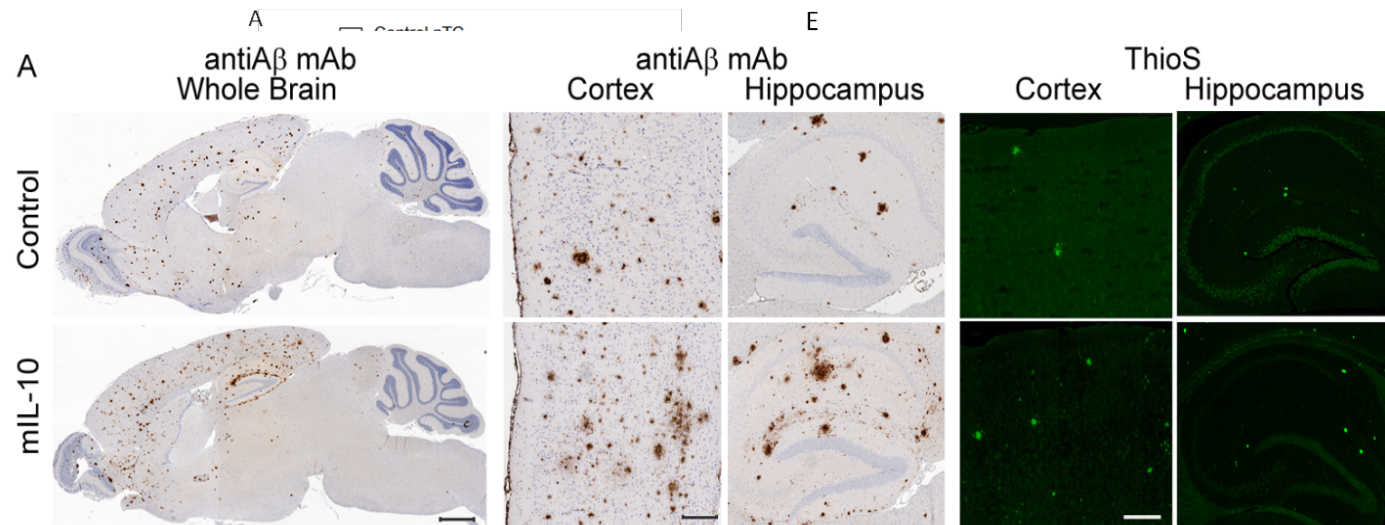 A
E
A
antiAβ mAb
Whole Brain
antiAβ mAb
Cortex
Hippocampus
ThioS
Cortex
Hippocampus
Control
mIL-10